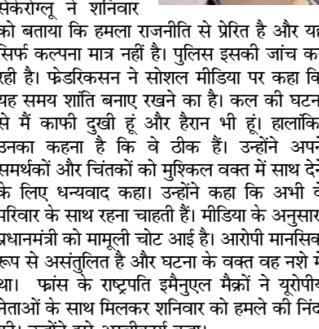 सेकेरोग्लू ने शनिवार
को बताया कि हमला राजनीति से प्रेरित है और यह
सिर्फ कल्पना मात्र नहीं है। पुलिस इसकी जांच क
रही है। फ्रेडरिकसन ने सोशल मीडिया पर कहा कि
यह समय शांति बनाए रखने का है। कल की घटन
से मैं काफी दुखी हूं और हैरान भी हूं। हालांकि
उनका कहना है कि वे ठीक हैं। उन्होंने अपन
समर्थकों और चिंतकों को मुश्किल वक्त में साथ देन
के लिए धन्यवाद कहा। उन्होंने कहा कि अभी व
परिवार के साथ रहना चाहती हैं। मीडिया के अनुसार
प्रधानमंत्री को मामूली चोट आई है। आरोपी मानसिक
रूप से असंतुलित है और घटना के वक्त वह नशे म
था। फ्रांस के राष्ट्रपति इमैनुएल मैक्रों ने यूरोपीय
नेताओं के साथ मिलकर शनिवार को हमले की निंद